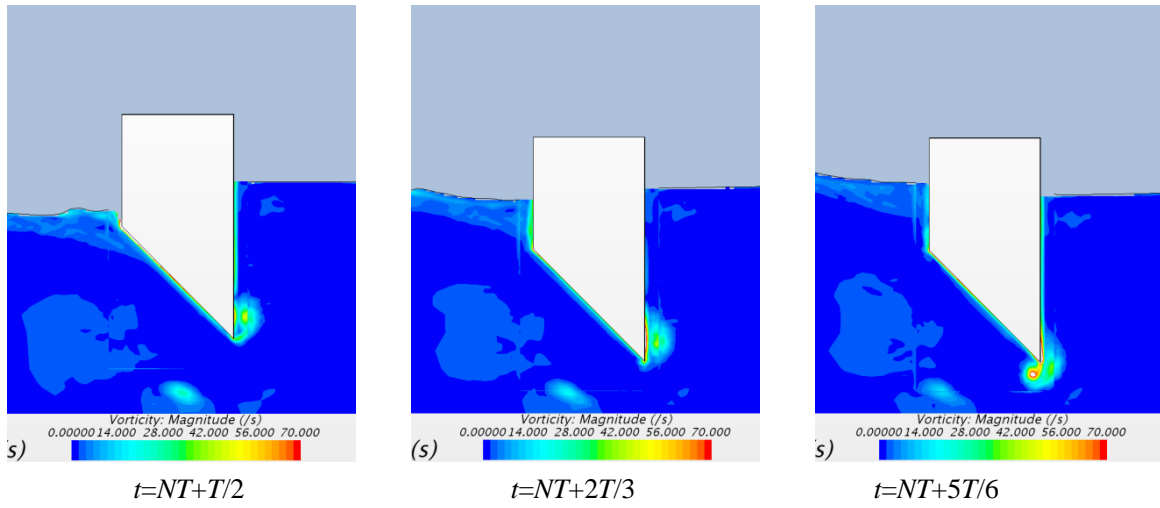 Vorticity: Magnitude (/s)
0.00000 14.000 28.000 42.000 56.000 70.000
/s)
t=NT+T/2
Vorticity: Magnitude (/s)
0.00000 14.000 28.000 42.000 56.000 70.000
(s)
t=NT+2T/3
Vorticity: Magnitude (/s)
0.00000 14.000 28.000 42.000 56.000 70.000
/s)
t=NT+5T/6